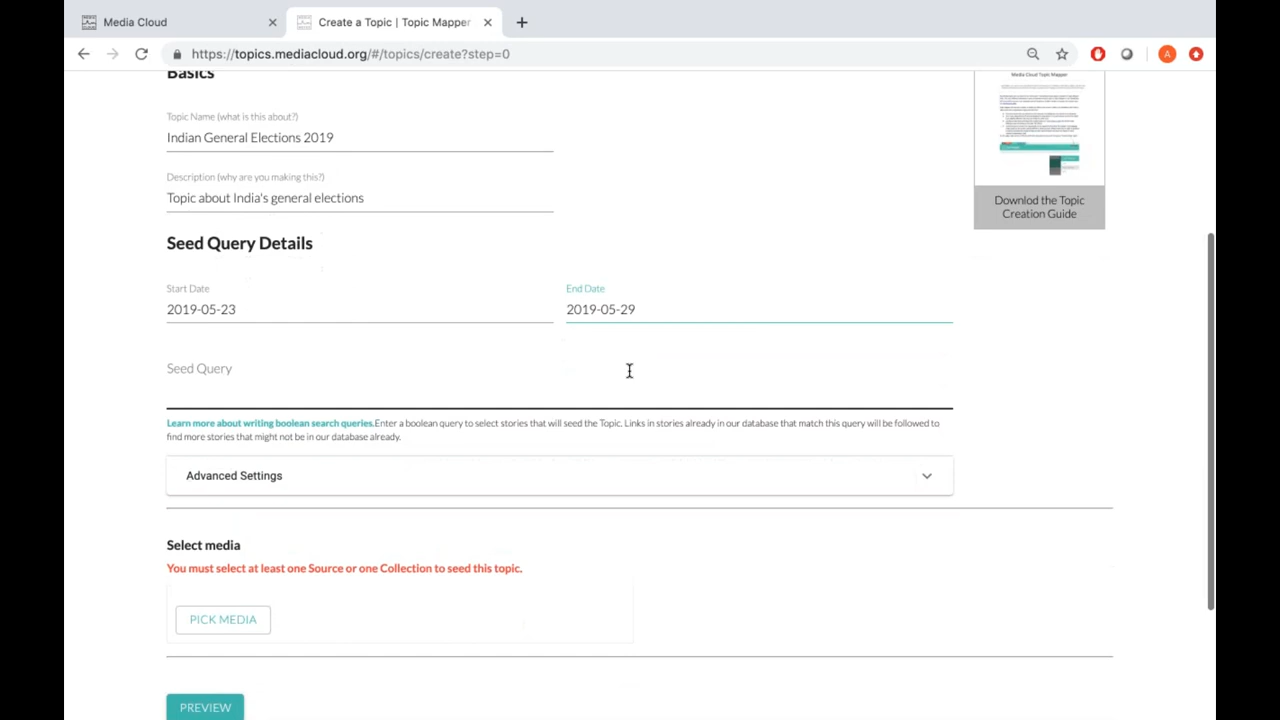 Media Cloud
Create a Topic | Topic Mapper
https://topics.mediacloud.org/#/topics/create?step=0
A
Basics
Media Cloud Topic Mapper
Topic Name (what is this about?)
Indian General Elections 2019
Description (why are you making this?)
Topic about India's general elections
Downlod the Topic
Creation Guide
Seed Query Details
Start Date
End Date
2019-05-23
2019-05-29
Seed Query
Learn more about writing boolean search queries.Enter a boolean query to select stories that will seed the Topic. Links in stories already in our database that match this query will be followed to
find more stories that might not be in our database already.
Advanced Settings
Select media
You must select at least one Source or one Collection to seed this topic.
PICK MEDIA
PREVIEW